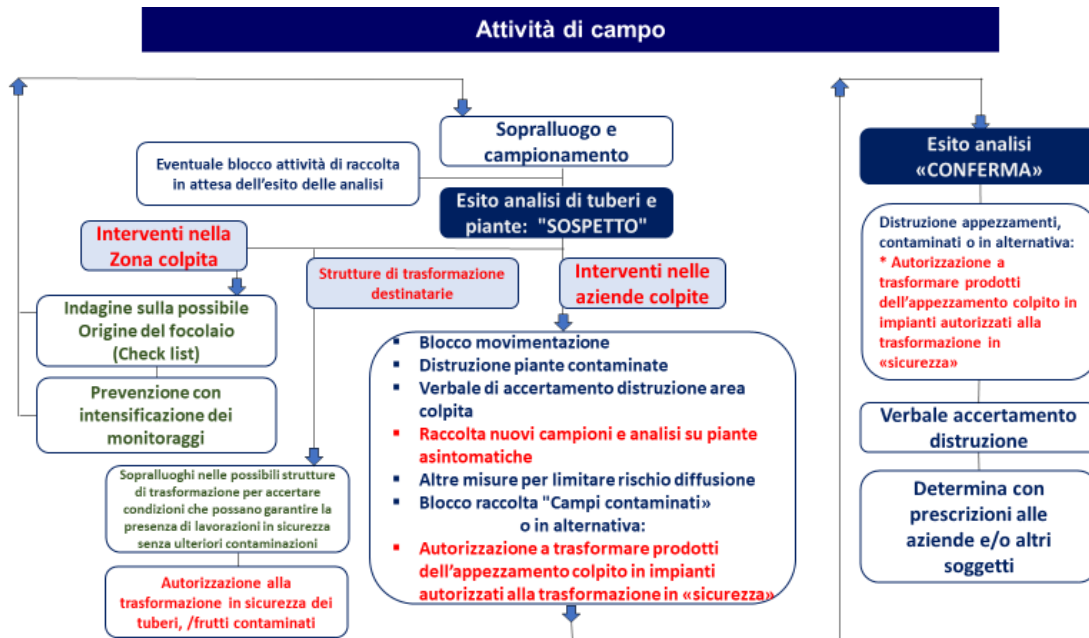 Attività di campo
Sopralluogo e
campionamento
Eventuale blocco attività di raccolta
in attesa dell'esito delle analisi
Esito analisi di tuberi e
piante: "SOSPETTO"
Interventi nella
Zona colpita
Strutture di trasformazione
destinatarie
Interventi nelle
aziende colpite
Indagine sulla possibile
Origine del focolaio
(Check list)
Prevenzione con
intensificazione dei
monitoraggi
Sopralluoghi nelle possibili strutture
di trasformazione per accertare
condizioni che possano garantire la
presenza di lavorazioni in sicurezza
senza ulteriori contaminazioni
Autorizzazione alla
trasformazione in sicurezza dei
tuberi, /frutti contaminati
▪ Blocco movimentazione
▪ Distruzione piante contaminate
▪ Verbale di accertamento distruzione area
colpita
▪ Raccolta nuovi campioni e analisi su piante
asintomatiche
▪ Altre misure per limitare rischio diffusione
▪ Blocco raccolta "Campi contaminati»
o in alternativa:
▪ Autorizzazione a trasformare prodotti
dell'appezzamento colpito in impianti
autorizzati alla trasformazione in «sicurezza»
Esito analisi
«CONFERMA»
Distruzione appezzamenti,
contaminati o in alternativa:
* Autorizzazione a
trasformare prodotti
dell'appezzamento colpito in
impianti autorizzati alla
trasformazione in
«sicurezza»
Verbale accertamento
distruzione
Determina con
prescrizioni alle
aziende e/o altri
soggetti